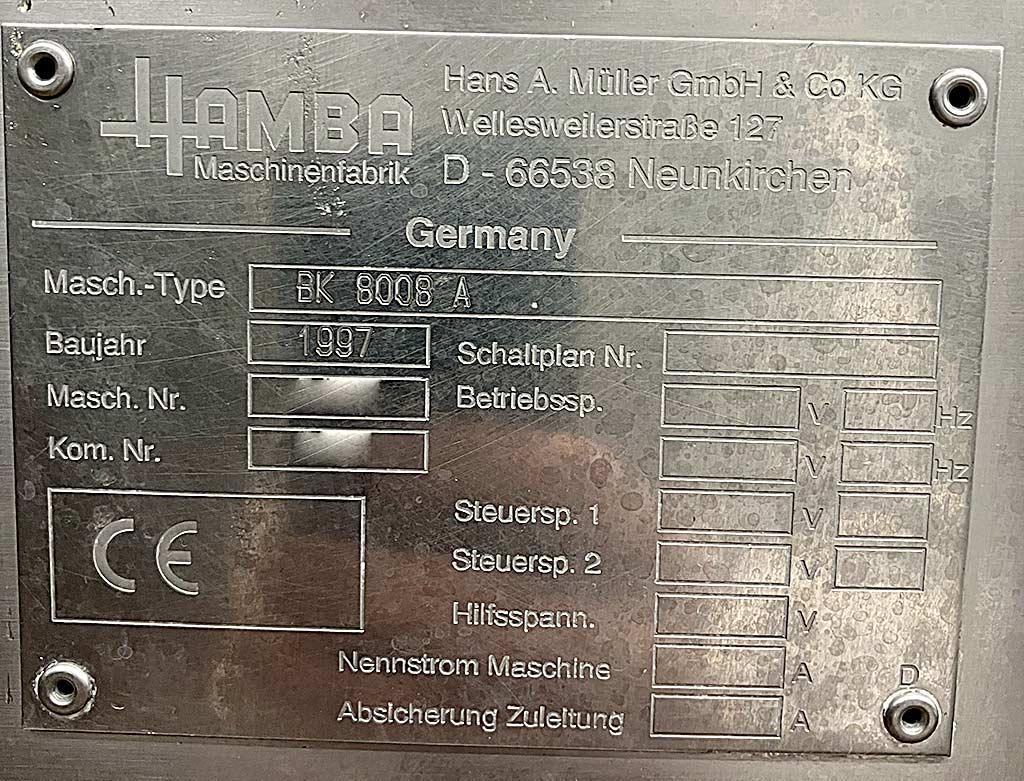 HAMBA
Maschinenfabrik
Hans A. Müller GmbH & Co KG
Wellesweilerstraße 127
D - 66538 Neunkirchen
Germany
Masch.-Type BK 8008 A .
Baujahr 1997 Schaltplan Nr.
Masch. Nr. Betriebssp. V Hz
Kom. Nr. V Hz
CE
Steuersp. 1 V
Steuersp. 2 V
Hilfsspann. V
Nennstrom Maschine A
D
Absicherung Zuleitung A